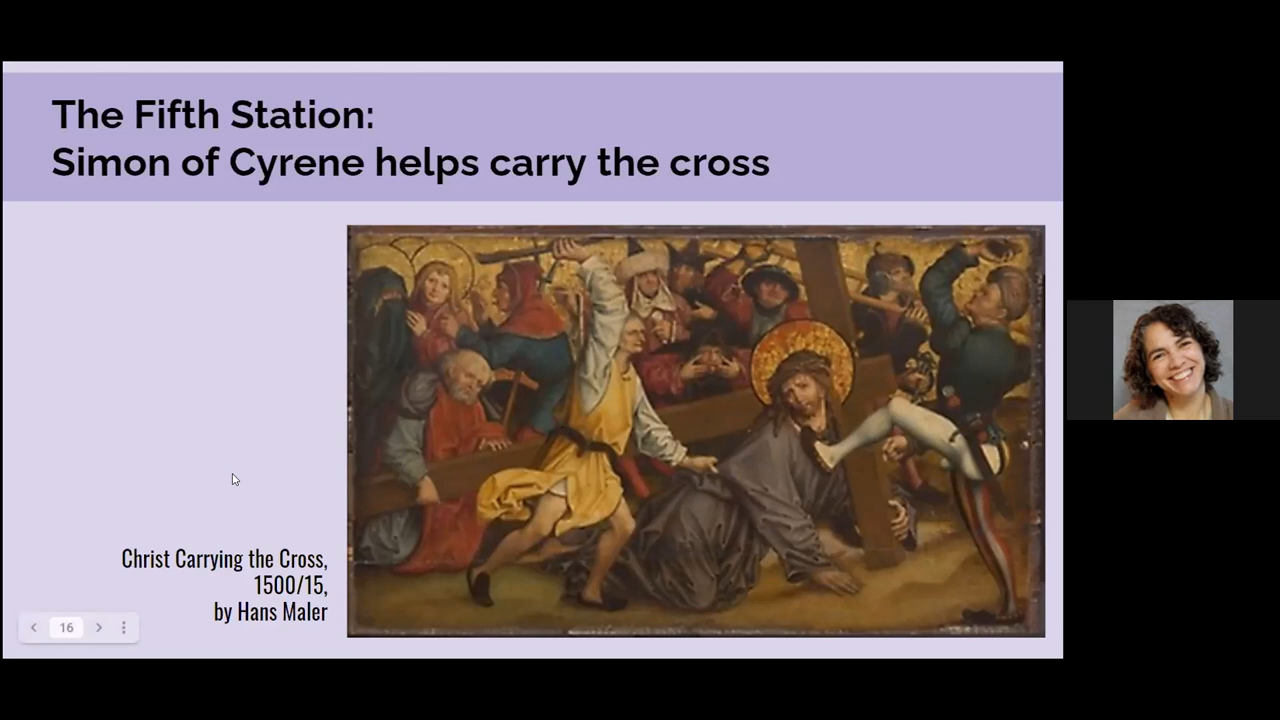 The Fifth Station:
Simon of Cyrene helps carry the cross
Christ Carrying the Cross,
1500/15,
by Hans Maler
16